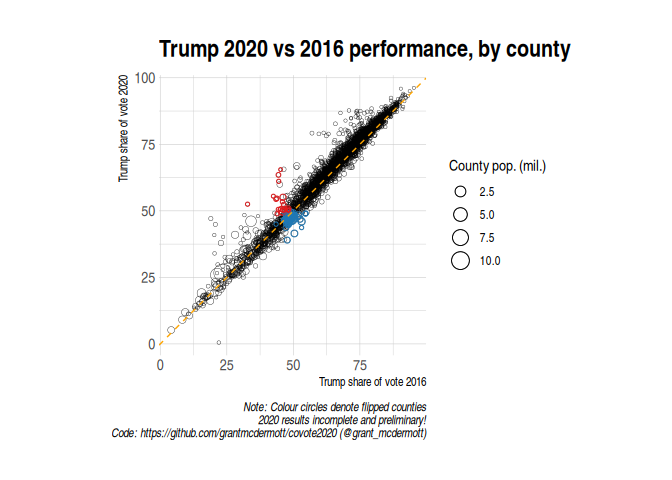 Trump 2020 vs 2016 performance, by county
Trump share of vote 2020
100
75
50
25
0
0
25
50
75
Trump share of vote 2016
County pop. (mil.)
2.5
5.0
7.5
10.0
Note: Colour circles denote flipped counties
2020 results incomplete and preliminary!
Code: https://github.com/grantmcdermott/covote2020 (@grant_mcdermott)